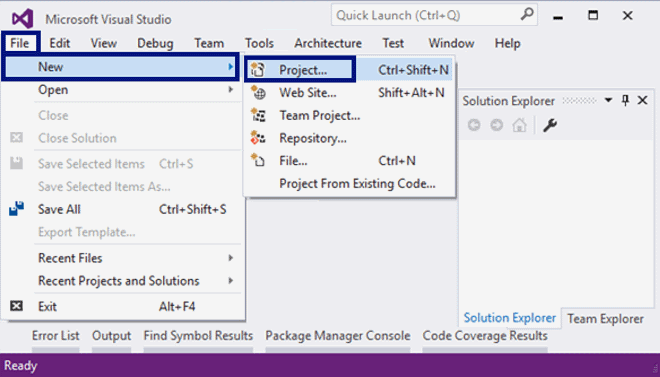 Microsoft Visual Studio
Quick Launch (Ctrl+Q)
File Edit View Debug Team Tools Architecture Test Window Help
New
Open
Close
Close Solution
Save Selected Items Ctrl+S
Save Selected Items As...
Save All Ctrl+Shift+S
Export Template...
Recent Files
Recent Projects and Solutions
Exit Alt+F4
Project... Ctrl+Shift+N
Web Site... Shift+Alt+N
Team Project...
Repository...
File... Ctrl+N
Project From Existing Code...
Solution Explorer
Solution Explorer Team Explorer
Error List Output Find Symbol Results Package Manager Console Code Coverage Results
Ready